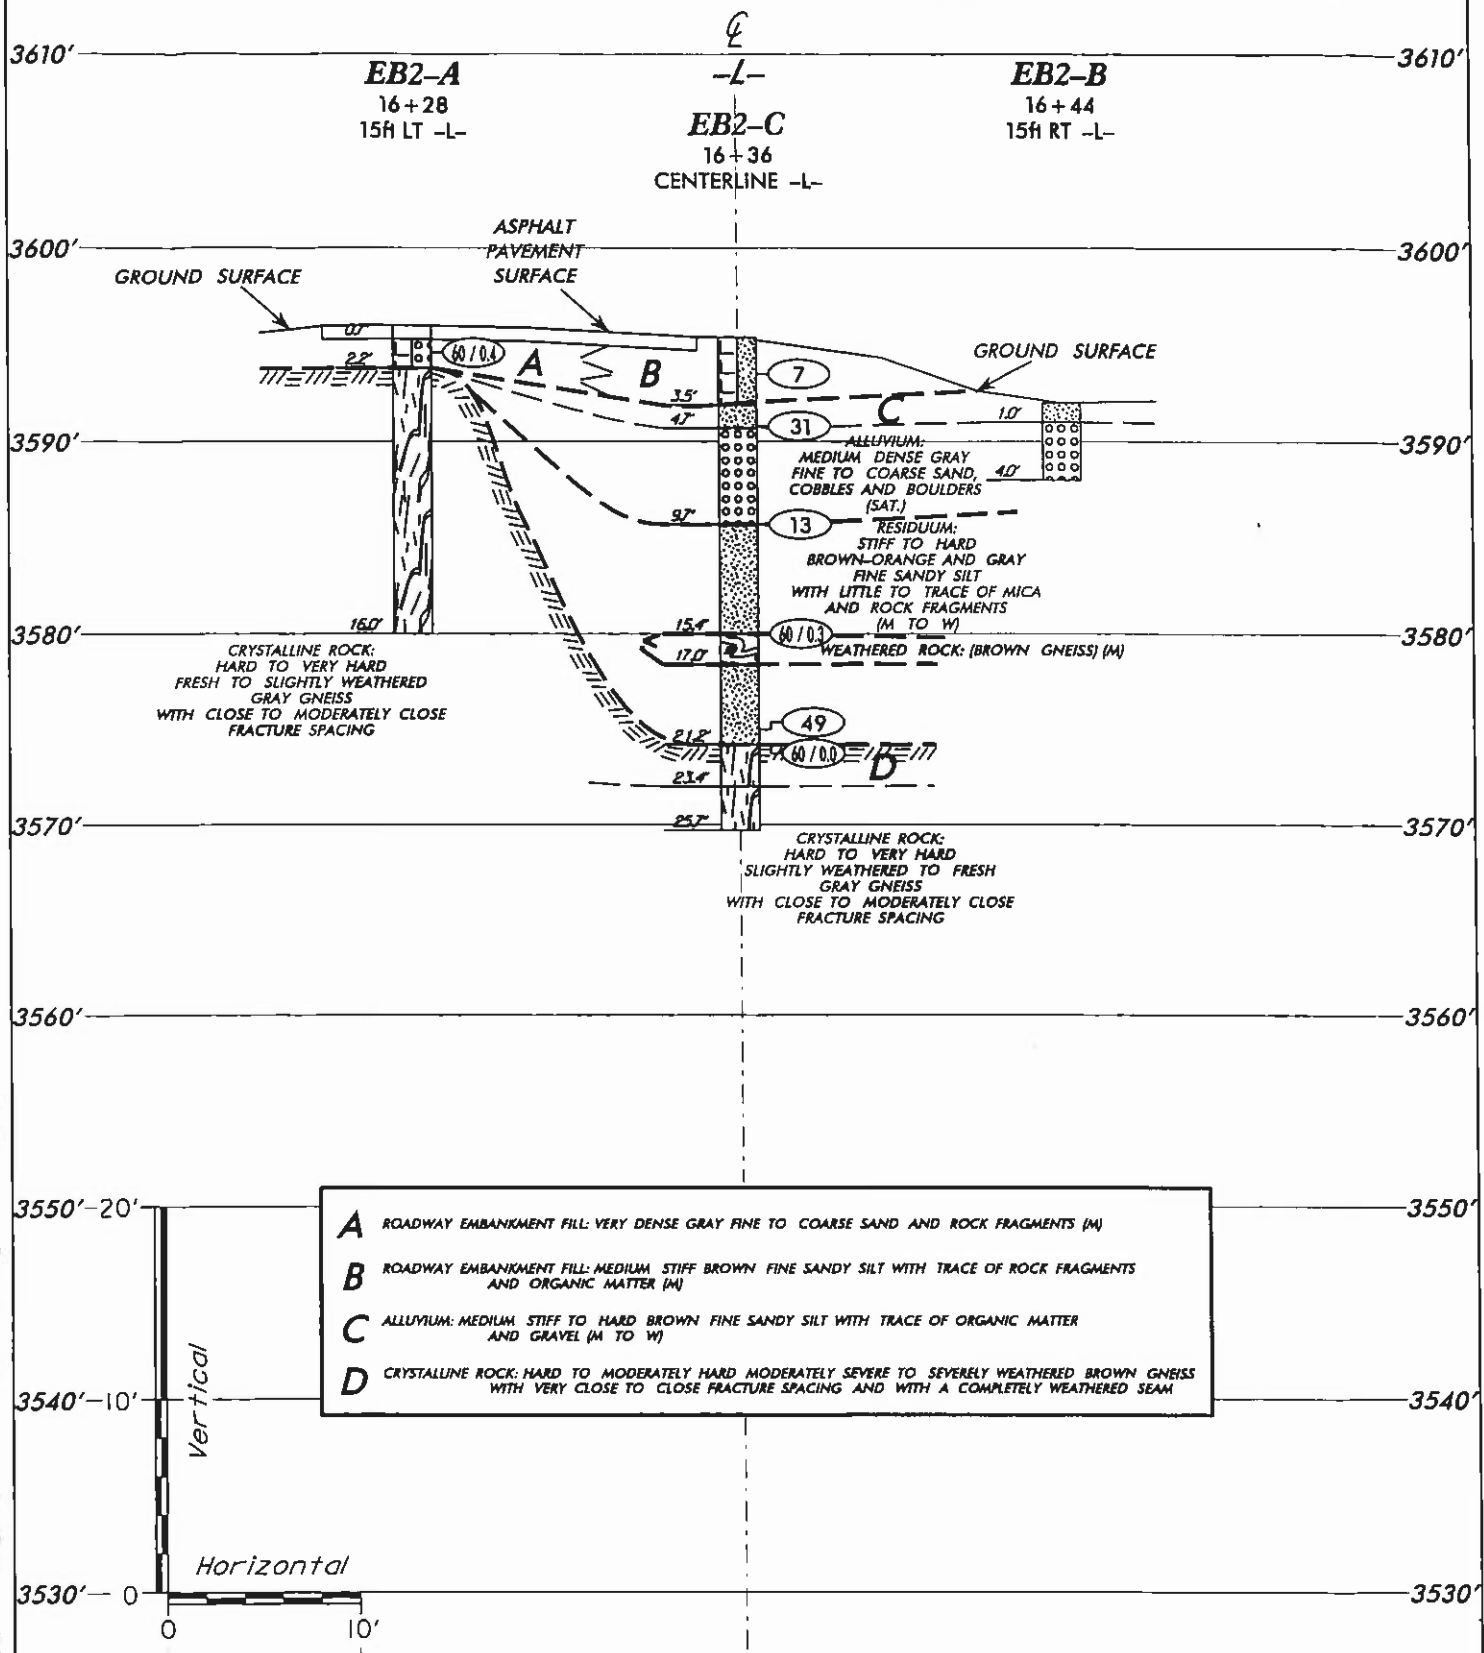 ℄
3610'
3610'
EB2-A
16+28
15ft LT -L-
-L-
EB2-C
16+36
CENTERLINE -L-
EB2-B
16+44
15ft RT -L-
3600'
3600'
ASPHALT
PAVEMENT
SURFACE
GROUND SURFACE
GROUND SURFACE
0.7'
2.2'
60 / 0.4
A
B
7
3.5'
C
4.7'
31
1.0'
3590'
3590'
ALLUVIUM:
MEDIUM DENSE GRAY
FINE TO COARSE SAND,
COBBLES AND BOULDERS
(SAT.)
4.0'
9.7'
13
RESIDUUM:
STIFF TO HARD
BROWN-ORANGE AND GRAY
FINE SANDY SILT
WITH LITTLE TO TRACE OF MICA
AND ROCK FRAGMENTS
(M TO W)
3580'
3580'
16.0'
15.4'
60 / 0.3
WEATHERED ROCK: (BROWN GNEISS) (M)
17.0'
CRYSTALLINE ROCK:
HARD TO VERY HARD
FRESH TO SLIGHTLY WEATHERED
GRAY GNEISS
WITH CLOSE TO MODERATELY CLOSE
FRACTURE SPACING
49
21.2'
60 / 0.0
D
23.4'
25.7'
3570'
3570'
CRYSTALLINE ROCK:
HARD TO VERY HARD
SLIGHTLY WEATHERED TO FRESH
GRAY GNEISS
WITH CLOSE TO MODERATELY CLOSE
FRACTURE SPACING
3560'
3560'
3550'
20'
3550'
A ROADWAY EMBANKMENT FILL: VERY DENSE GRAY FINE TO COARSE SAND AND ROCK FRAGMENTS (M)
B ROADWAY EMBANKMENT FILL: MEDIUM STIFF BROWN FINE SANDY SILT WITH TRACE OF ROCK FRAGMENTS
AND ORGANIC MATTER (M)
C ALLUVIUM: MEDIUM STIFF TO HARD BROWN FINE SANDY SILT WITH TRACE OF ORGANIC MATTER
AND GRAVEL (M TO W)
D CRYSTALLINE ROCK: HARD TO MODERATELY HARD MODERATELY SEVERE TO SEVERELY WEATHERED BROWN GNEISS
WITH VERY CLOSE TO CLOSE FRACTURE SPACING AND WITH A COMPLETELY WEATHERED SEAM
3540'
10'
3540'
Vertical
Horizontal
3530'
0
3530'
0
10'